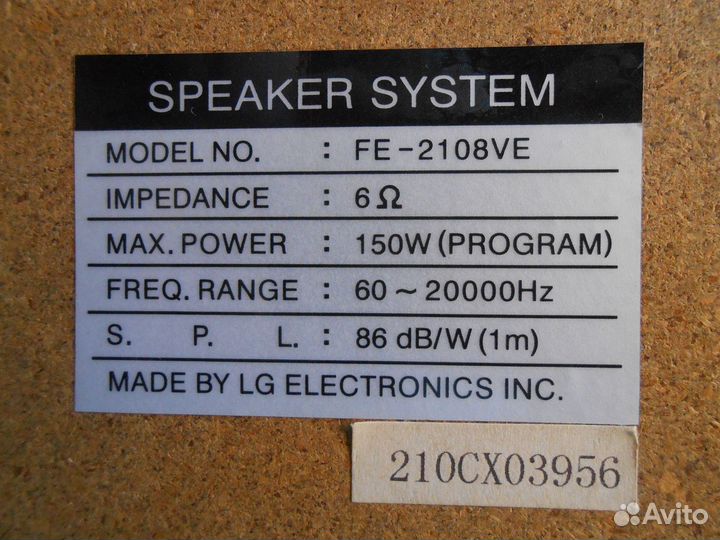 SPEAKER SYSTEM
MODEL NO. : FE-2108VE
IMPEDANCE : 6Ω
MAX. POWER : 150W (PROGRAM)
FREQ. RANGE : 60 ~ 20000Hz
S. P. L. : 86 dB/W (1m)
MADE BY LG ELECTRONICS INC.
210CX03956
Avito